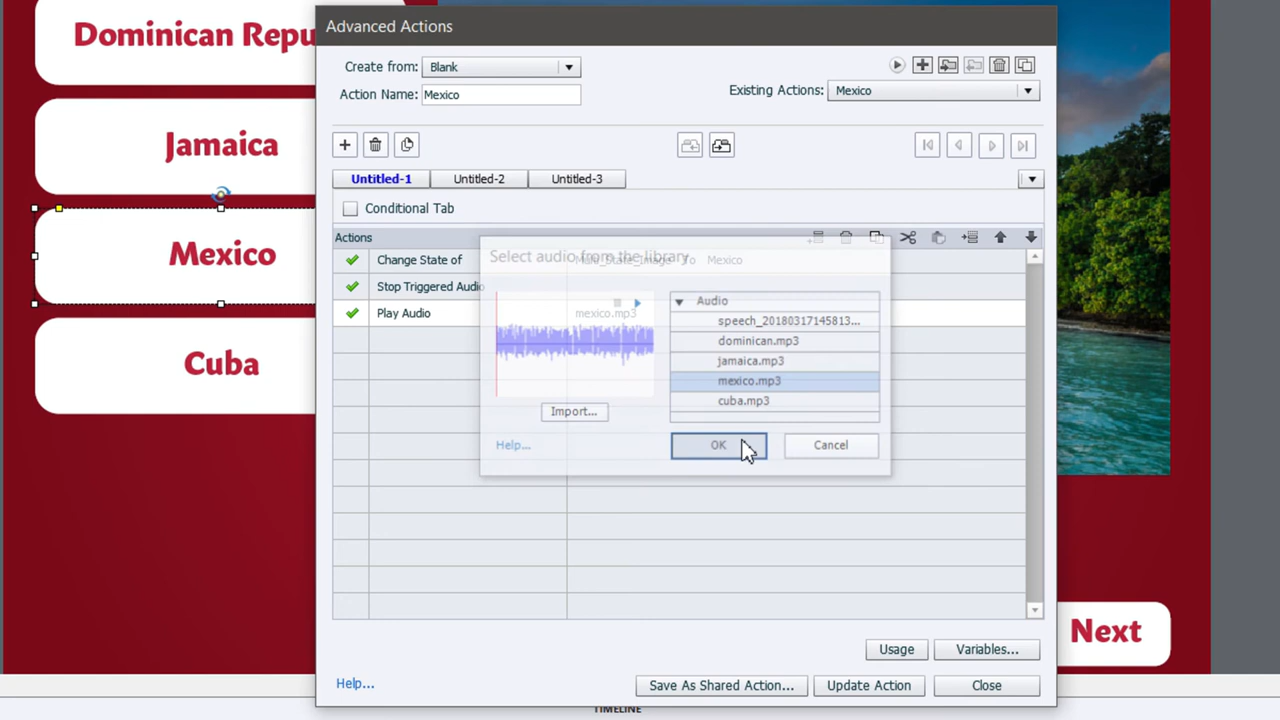 Dominican Repu
Jamaica
Mexico
Cuba
Next
Advanced Actions
Create from: Blank
Action Name: Mexico
Existing Actions: Mexico
Untitled-1 Untitled-2 Untitled-3
Conditional Tab
Actions
Change State of Multi_State_Image To Mexico
Stop Triggered Audio
Play Audio mexico.mp3
Select audio from the library
Audio
speech_20180317145813...
dominican.mp3
jamaica.mp3
mexico.mp3
cuba.mp3
Import...
Help...
OK Cancel
Usage Variables...
Help...
Save As Shared Action... Update Action Close
TIMELINE